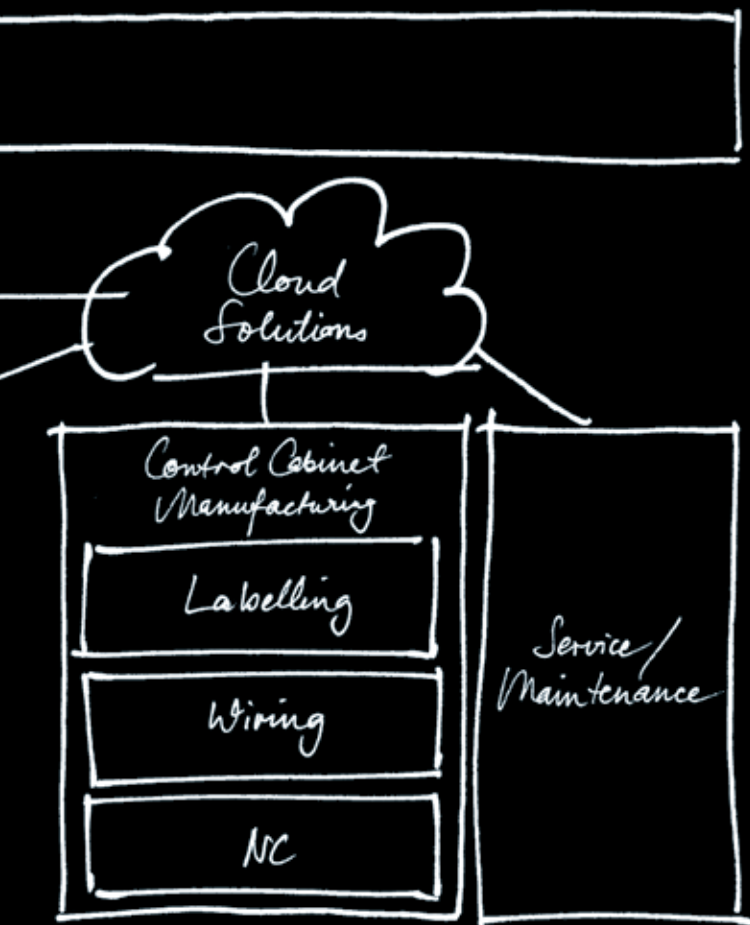 Cloud
Solutions
Control Cabinet
Manufacturing
Labelling
Wiring
NC
Service/
Maintenance